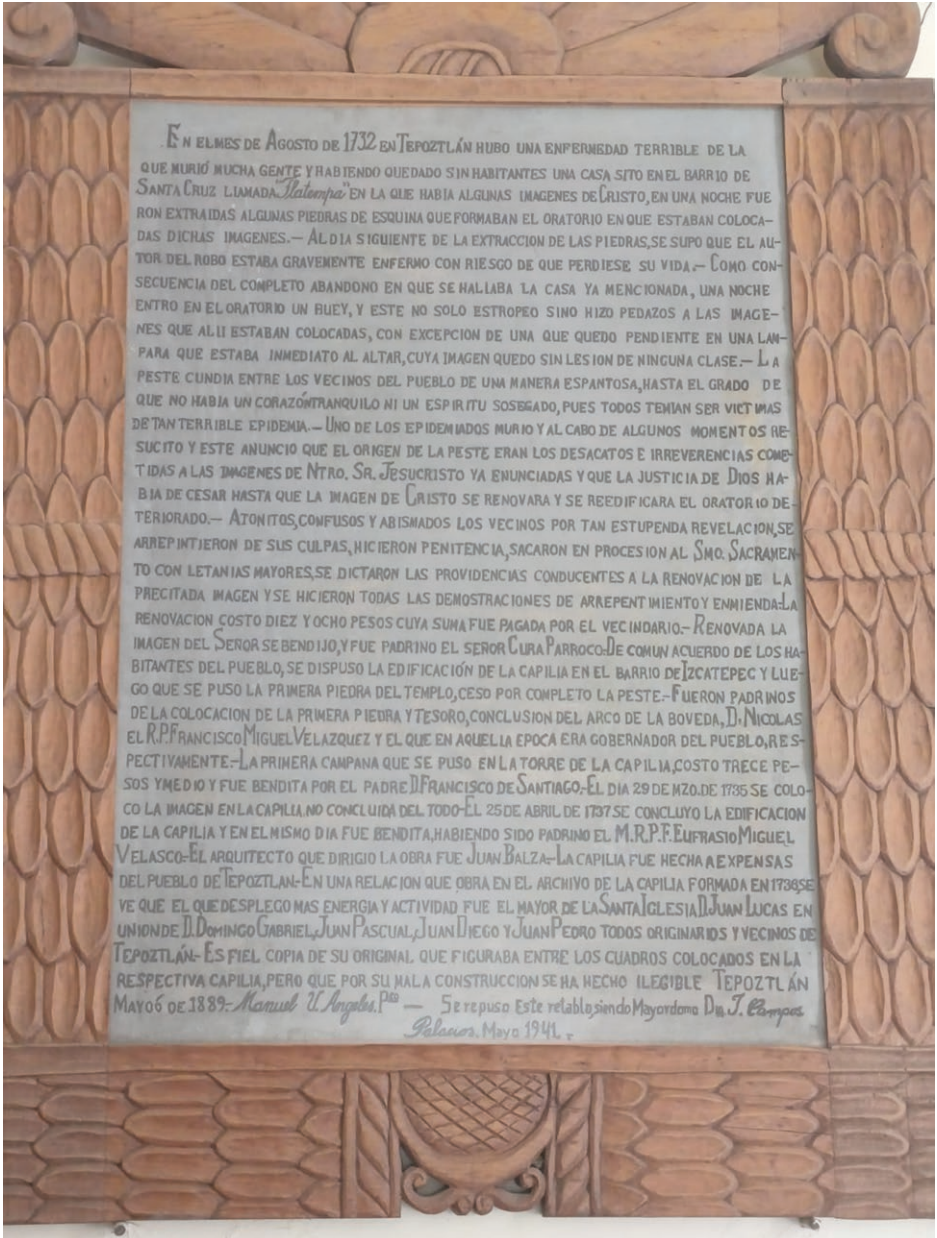 EN EL MES DE AGOSTO DE 1732 EN TEPOZTLÁN HUBO UNA ENFERMEDAD TERRIBLE DE LA
QUE MURIÓ MUCHA GENTE Y HABIENDO QUEDADO SIN HABITANTES UNA CASA SITO EN EL BARRIO DE
SANTA CRUZ LLAMADA "Tlatempa" EN LA QUE HABIA ALGUNAS IMAGENES DE CRISTO, EN UNA NOCHE FUE
RON EXTRAIDAS ALGUNAS PIEDRAS DE ESQUINA QUE FORMABAN EL ORATORIO EN QUE ESTABAN COLOCA-
DAS DICHAS IMAGENES.- AL DIA SIGUIENTE DE LA EXTRACCION DE LAS PIEDRAS, SE SUPO QUE EL AU-
TOR DEL ROBO ESTABA GRAVEMENTE ENFERMO CON RIESGO DE QUE PERDIESE SU VIDA.- COMO CON-
SECUENCIA DEL COMPLETO ABANDONO EN QUE SE HALLABA LA CASA YA MENCIONADA, UNA NOCHE
ENTRO EN EL ORATORIO UN BUEY, Y ESTE NO SOLO ESTROPEO SINO HIZO PEDAZOS A LAS IMAGE-
NES QUE ALLI ESTABAN COLOCADAS, CON EXCEPCION DE UNA QUE QUEDO PENDIENTE EN UNA LAM-
PARA QUE ESTABA INMEDIATO AL ALTAR, CUYA IMAGEN QUEDO SIN LESION DE NINGUNA CLASE.- LA
PESTE CUNDIA ENTRE LOS VECINOS DEL PUEBLO DE UNA MANERA ESPANTOSA, HASTA EL GRADO DE
QUE NO HABIA UN CORAZÓN TRANQUILO NI UN ESPIRITU SOSEGADO, PUES TODOS TEMIAN SER VICTIMAS
DE TAN TERRIBLE EPIDEMIA.- UNO DE LOS EPIDEMIADOS MURIO Y AL CABO DE ALGUNOS MOMENTOS RE-
SUCITO Y ESTE ANUNCIO QUE EL ORIGEN DE LA PESTE ERAN LOS DESACATOS E IRREVERENCIAS COME-
TIDAS A LAS IMAGENES DE NTRO. SR. JESUCRISTO YA ENUNCIADAS Y QUE LA JUSTICIA DE DIOS HA-
BIA DE CESAR HASTA QUE LA IMAGEN DE CRISTO SE RENOVARA Y SE REEDIFICARA EL ORATORIO DE-
TERIORADO.- ATONITOS, CONFUSOS Y ABISMADOS LOS VECINOS POR TAN ESTUPENDA REVELACION, SE
ARREPINTIERON DE SUS CULPAS, HICIERON PENITENCIA, SACARON EN PROCESION AL SMO. SACRAMEN-
TO CON LETANIAS MAYORES, SE DICTARON LAS PROVIDENCIAS CONDUCENTES A LA RENOVACION DE LA
PRECITADA IMAGEN Y SE HICIERON TODAS LAS DEMOSTRACIONES DE ARREPENTIMIENTO Y ENMIENDA.-LA
RENOVACION COSTO DIEZ Y OCHO PESOS CUYA SUMA FUE PAGADA POR EL VECINDARIO.- RENOVADA LA
IMAGEN DEL SEÑOR SE BENDIJO, Y FUE PADRINO EL SEÑOR CURA PARROCO.-DE COMUN ACUERDO DE LOS HA-
BITANTES DEL PUEBLO, SE DISPUSO LA EDIFICACIÓN DE LA CAPILIA EN EL BARRIO DE IZCATEPEC Y LUE-
GO QUE SE PUSO LA PRIMERA PIEDRA DEL TEMPLO, CESO POR COMPLETO LA PESTE.- FUERON PADRINOS
DE LA COLOCACION DE LA PRIMERA PIEDRA Y TESORO, CONCLUSION DEL ARCO DE LA BOVEDA, D. NICOLAS
EL R.P. FRANCISCO MIGUEL VELAZQUEZ Y EL QUE EN AQUELLA EPOCA ERA GOBERNADOR DEL PUEBLO, RES-
PECTIVAMENTE.-LA PRIMERA CAMPANA QUE SE PUSO EN LA TORRE DE LA CAPILIA, COSTO TRECE PE-
SOS Y MEDIO Y FUE BENDITA POR EL PADRE D. FRANCISCO DE SANTIAGO.-EL DIA 29 DE MZO. DE 1735 SE COLO-
CO LA IMAGEN EN LA CAPILIA, NO CONCLUIDA DEL TODO-EL 25 DE ABRIL DE 1737 SE CONCLUYO LA EDIFICACION
DE LA CAPILIA Y EN EL MISMO DIA FUE BENDITA, HABIENDO SIDO PADRINO EL M.R.P.F. EUFRASIO MIGUEL
VELASCO-EL ARQUITECTO QUE DIRIGIO LA OBRA FUE JUAN BALZA-LA CAPILIA FUE HECHA A EXPENSAS
DEL PUEBLO DE TEPOZTLAN-EN UNA RELACION QUE OBRA EN EL ARCHIVO DE LA CAPILIA FORMADA EN 1738, SE
VE QUE EL QUE DESPLEGO MAS ENERGIA Y ACTIVIDAD FUE EL MAYOR DE LA SANTA IGLESIA D. JUAN LUCAS EN
UNION DE D. DOMINGO GABRIEL, JUAN PASCUAL, JUAN DIEGO Y JUAN PEDRO TODOS ORIGINARIOS Y VECINOS DE
TEPOZTLÁN.- ES FIEL COPIA DE SU ORIGINAL QUE FIGURABA ENTRE LOS CUADROS COLOCADOS EN LA
RESPECTIVA CAPILIA, PERO QUE POR SU MALA CONSTRUCCION SE HA HECHO ILEGIBLE TEPOZTLÁN
MAYO 6 DE 1889.- Manuel V. Angeles. Pbro — Se repuso Este retablo, siendo Mayordomo Dn. J. Campos
Palacios. Mayo 1941.